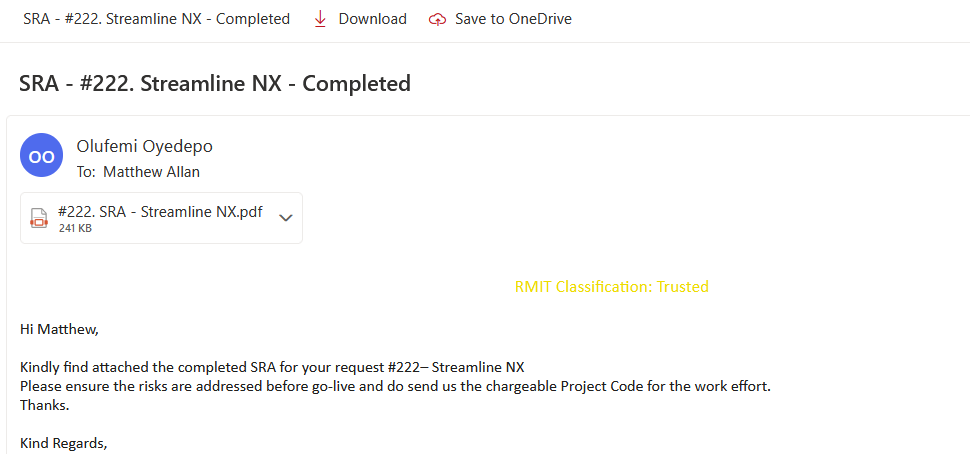 SRA - #222. Streamline NX - Completed Download Save to OneDrive
SRA - #222. Streamline NX - Completed
OO
Olufemi Oyedepo
To: Matthew Allan
#222. SRA - Streamline NX.pdf
241 KB
RMIT Classification: Trusted
Hi Matthew,
Kindly find attached the completed SRA for your request #222– Streamline NX
Please ensure the risks are addressed before go-live and do send us the chargeable Project Code for the work effort.
Thanks.
Kind Regards,